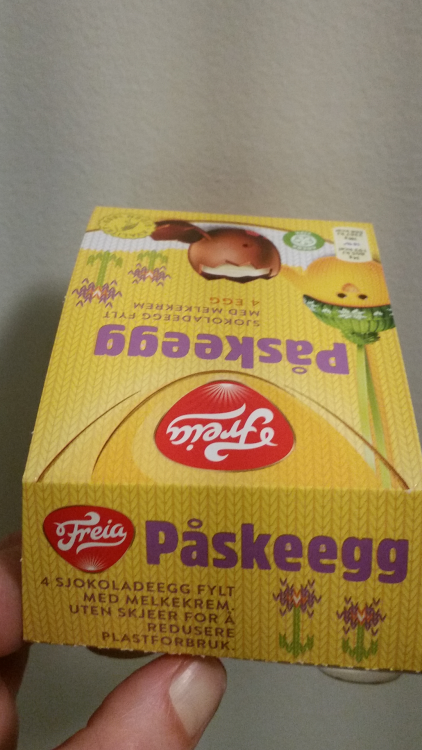 4 EGG
MED MELKEKREM
SJOKOLADEEGG FYLT
Påskeegg
Freia
Freia
Påskeegg
4 SJOKOLADEEGG FYLT
MED MELKEKREM.
UTEN SKJEER FOR Å
REDUSERE
PLASTFORBRUK.